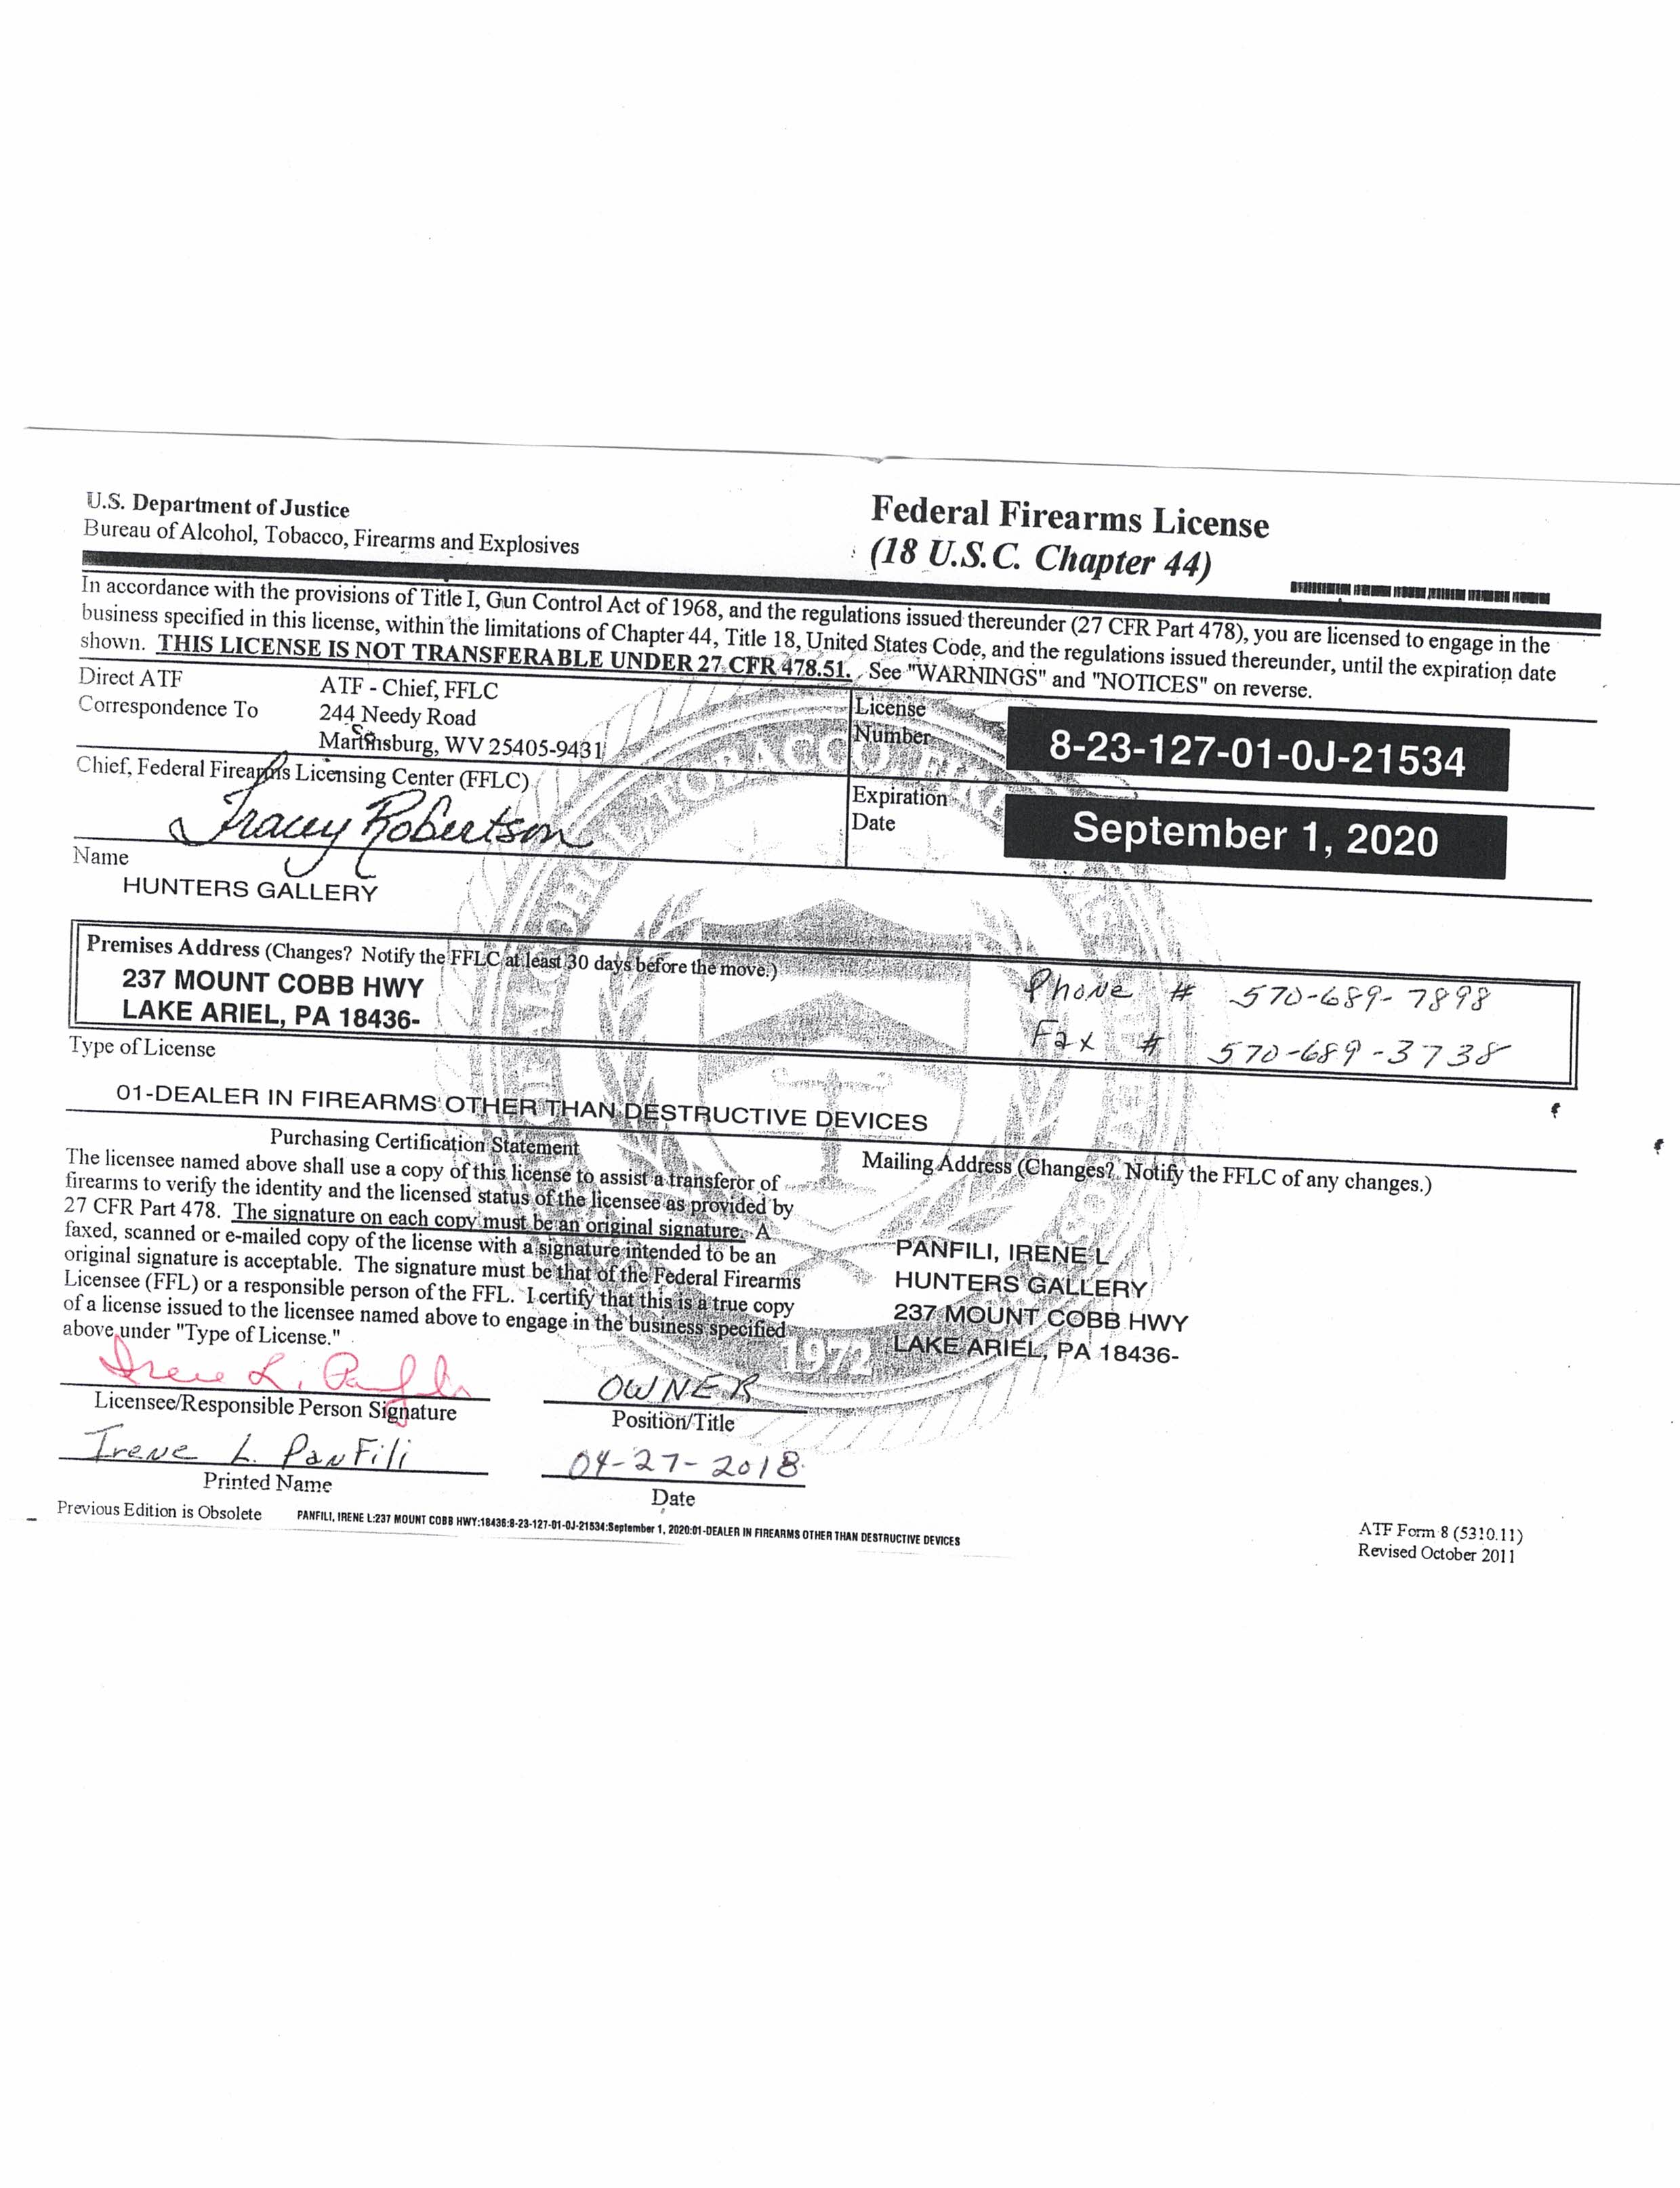 U.S. Department of Justice
Bureau of Alcohol, Tobacco, Firearms and Explosives
Federal Firearms License
(18 U.S.C. Chapter 44)
In accordance with the provisions of Title I, Gun Control Act of 1968, and the regulations issued thereunder (27 CFR Part 478), you are licensed to engage in the
business specified in this license, within the limitations of Chapter 44, Title 18, United States Code, and the regulations issued thereunder, until the expiration date
shown. THIS LICENSE IS NOT TRANSFERABLE UNDER 27 CFR 478.51. See "WARNINGS" and "NOTICES" on reverse.
Direct ATF
Correspondence To
ATF - Chief, FFLC
244 Needy Road
Martinsburg, WV 25405-9431
License
Number
8-23-127-01-0J-21534
Chief, Federal Firearms Licensing Center (FFLC)
Tracey Robertson
Expiration
Date
September 1, 2020
Name
HUNTERS GALLERY
Premises Address (Changes? Notify the FFLC at least 30 days before the move.)
237 MOUNT COBB HWY
LAKE ARIEL, PA 18436-
Phone # 570-689-7898
Fax # 570-689-3738
Type of License
01-DEALER IN FIREARMS OTHER THAN DESTRUCTIVE DEVICES
Purchasing Certification Statement
The licensee named above shall use a copy of this license to assist a transferor of
firearms to verify the identity and the licensed status of the licensee as provided by
27 CFR Part 478. The signature on each copy must be an original signature. A
faxed, scanned or e-mailed copy of the license with a signature intended to be an
original signature is acceptable. The signature must be that of the Federal Firearms
Licensee (FFL) or a responsible person of the FFL. I certify that this is a true copy
of a license issued to the licensee named above to engage in the business specified
above under "Type of License."
Mailing Address (Changes? Notify the FFLC of any changes.)
PANFILI, IRENE L
HUNTERS GALLERY
237 MOUNT COBB HWY
LAKE ARIEL, PA 18436-
1972
Irene L. Panfili
Licensee/Responsible Person Signature
OWNER
Position/Title
Irene L. PanFili
Printed Name
04-27-2018
Date
Previous Edition is Obsolete
PANFILI, IRENE L:237 MOUNT COBB HWY:18436:8-23-127-01-0J-21534:September 1, 2020:01-DEALER IN FIREARMS OTHER THAN DESTRUCTIVE DEVICES
ATF Form 8 (5310.11)
Revised October 2011